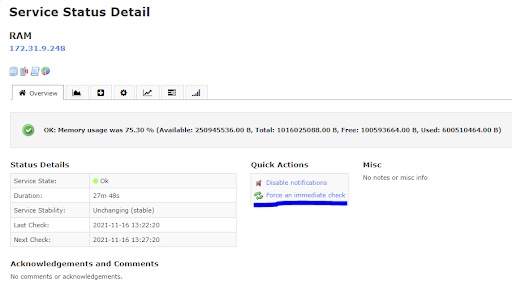 Service Status Detail
RAM
172.31.9.248
Overview
OK: Memory usage was 75.30 % (Available: 250945536.00 B, Total: 1016025088.00 B, Free: 100593664.00 B, Used: 600510464.00 B)
Status Details
Service State: Ok
Duration: 27m 48s
Service Stability: Unchanging (stable)
Last Check: 2021-11-16 13:22:20
Next Check: 2021-11-16 13:27:20
Quick Actions
Disable notifications
Force an immediate check
Misc
No notes or misc info
Acknowledgements and Comments
No comments or acknowledgements.